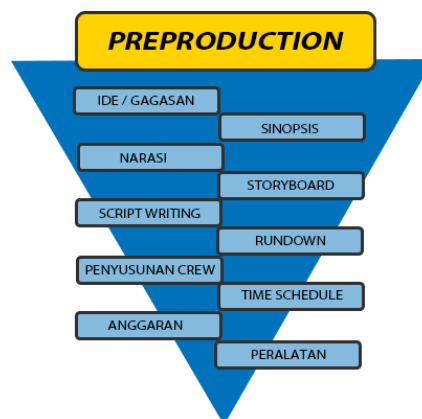 PREPRODUCTION
IDE / GAGASAN
SINOPSIS
NARASI
STORYBOARD
SCRIPT WRITING
RUNDOWN
PENYUSUNAN CREW
TIME SCHEDULE
ANGGARAN
PERALATAN